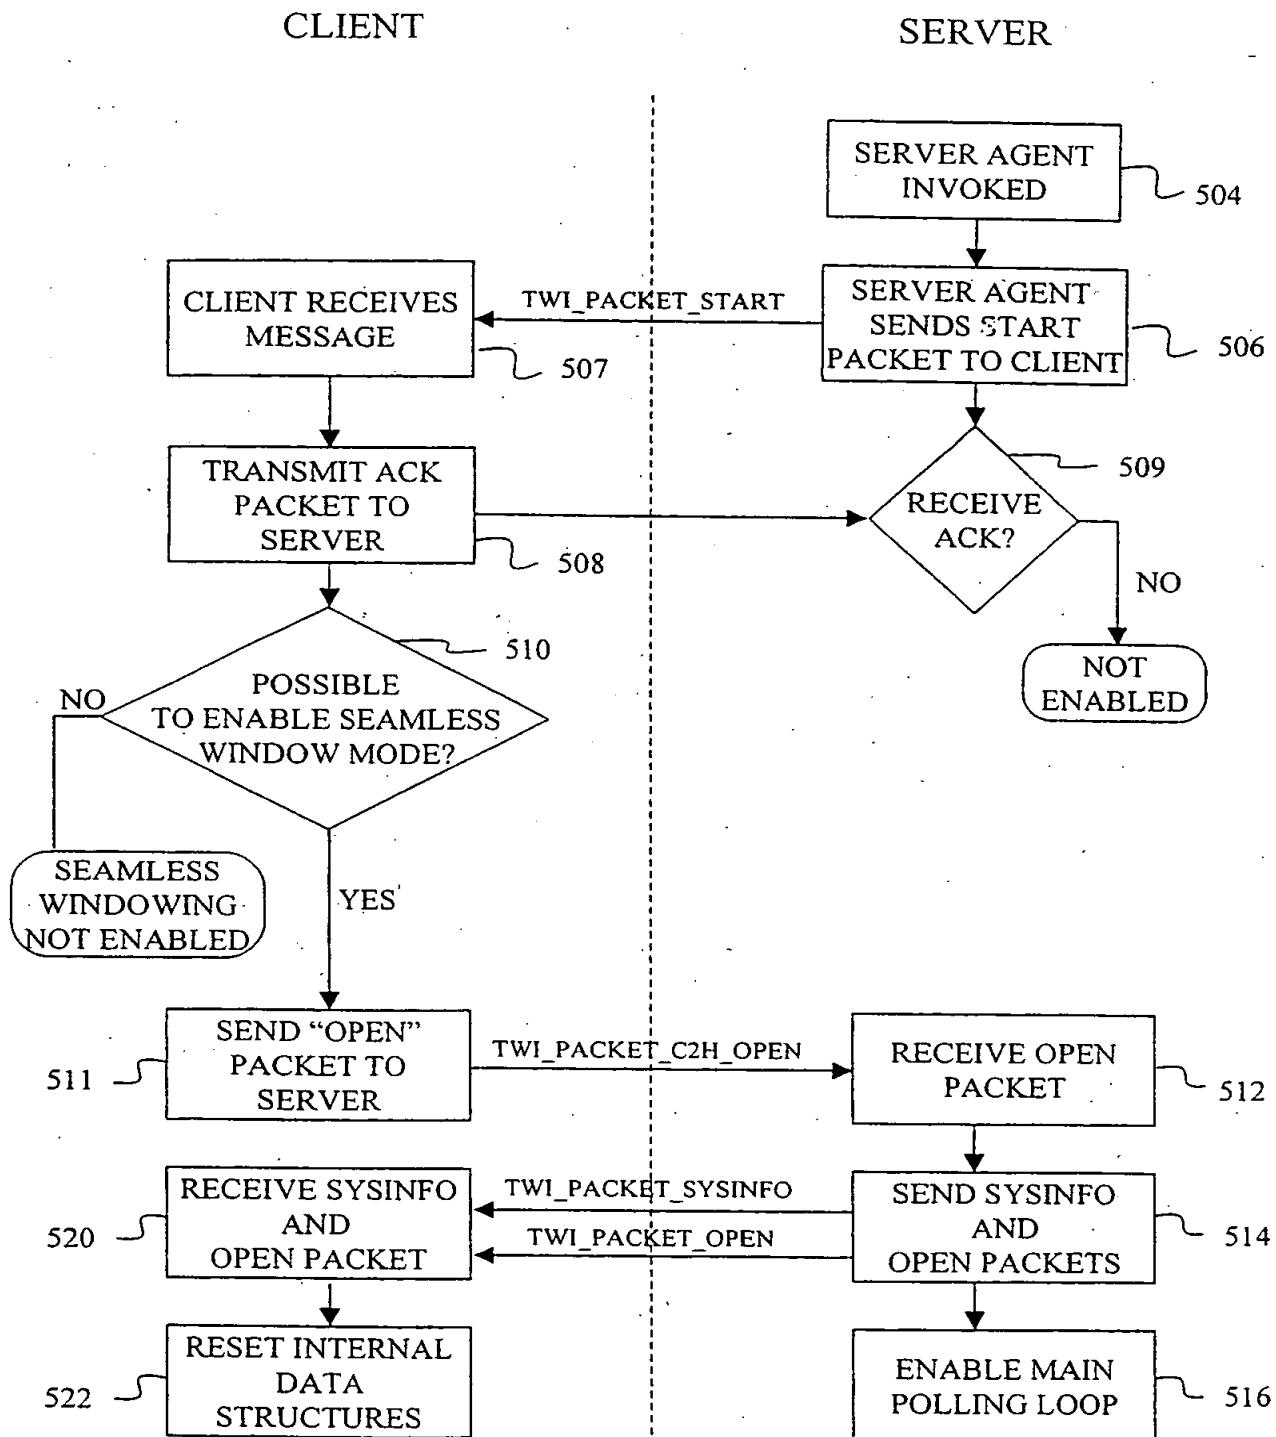 CLIENT
SERVER
SERVER AGENT
INVOKED
504
CLIENT RECEIVES
MESSAGE
507
TWI_PACKET_START
SERVER AGENT
SENDS START
PACKET TO CLIENT
506
TRANSMIT ACK
PACKET TO
SERVER
508
RECEIVE
ACK?
509
NO
NOT
ENABLED
510
POSSIBLE
TO ENABLE SEAMLESS
WINDOW MODE?
NO
SEAMLESS
WINDOWING
NOT ENABLED
YES
SEND “OPEN”
PACKET TO
SERVER
511
TWI_PACKET_C2H_OPEN
RECEIVE OPEN
PACKET
512
RECEIVE SYSINFO
AND
OPEN PACKET
520
TWI_PACKET_SYSINFO
TWI_PACKET_OPEN
SEND SYSINFO
AND
OPEN PACKETS
514
RESET INTERNAL
DATA
STRUCTURES
522
ENABLE MAIN
POLLING LOOP
516